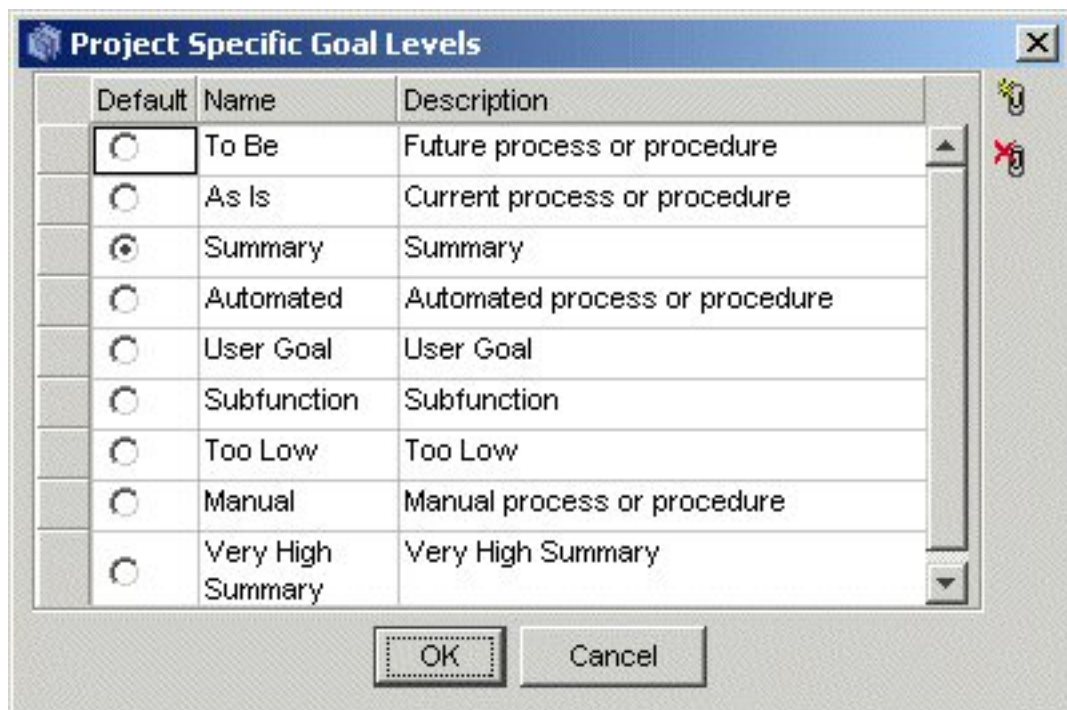 Project Specific Goal Levels
Default Name Description
To Be Future process or procedure
As Is Current process or procedure
Summary Summary
Automated Automated process or procedure
User Goal User Goal
Subfunction Subfunction
Too Low Too Low
Manual Manual process or procedure
Very High Very High Summary
Summary
OK Cancel